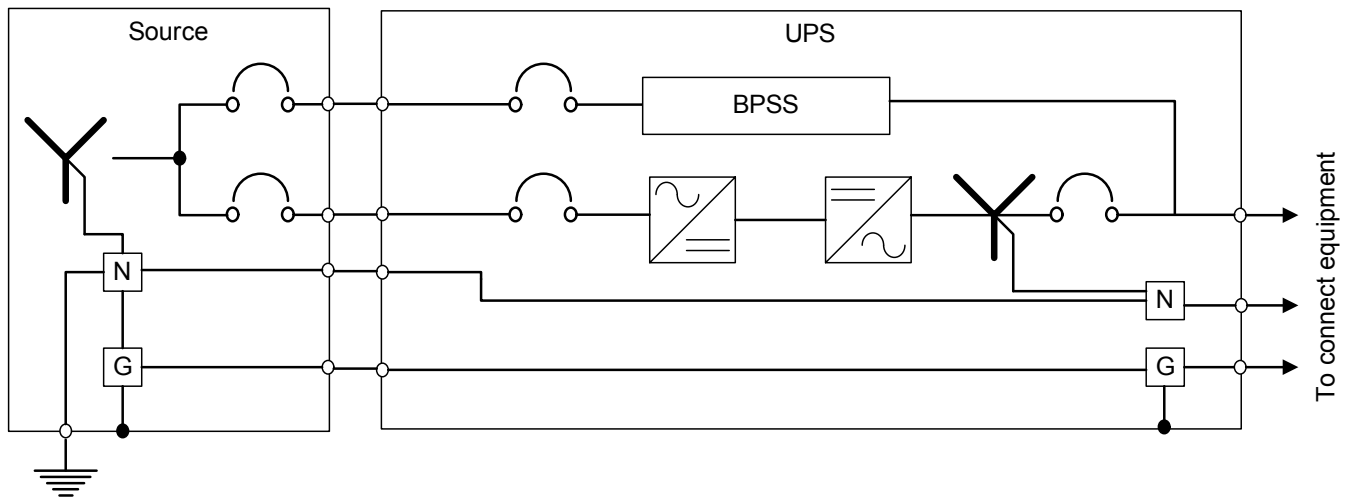 Source
UPS
BPSS
N
N
G
G
To connect equipment